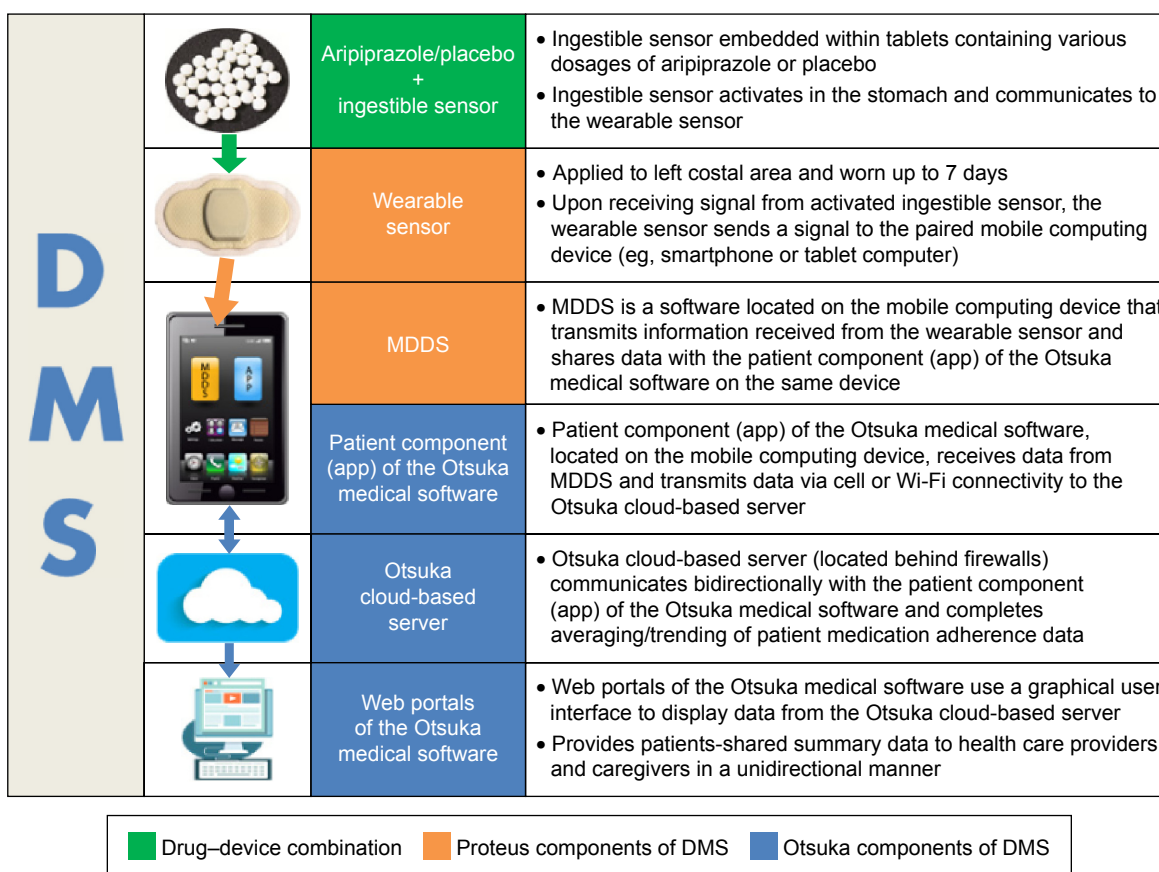 DMS
Aripiprazole/placebo
+
ingestible sensor
• Ingestible sensor embedded within tablets containing various
dosages of aripiprazole or placebo
• Ingestible sensor activates in the stomach and communicates to
the wearable sensor
Wearable
sensor
• Applied to left costal area and worn up to 7 days
• Upon receiving signal from activated ingestible sensor, the
wearable sensor sends a signal to the paired mobile computing
device (eg, smartphone or tablet computer)
MDDS
APP
MDDS
• MDDS is a software located on the mobile computing device that
transmits information received from the wearable sensor and
shares data with the patient component (app) of the Otsuka
medical software on the same device
Patient component
(app) of the Otsuka
medical software
• Patient component (app) of the Otsuka medical software,
located on the mobile computing device, receives data from
MDDS and transmits data via cell or Wi-Fi connectivity to the
Otsuka cloud-based server
Otsuka
cloud-based
server
• Otsuka cloud-based server (located behind firewalls)
communicates bidirectionally with the patient component
(app) of the Otsuka medical software and completes
averaging/trending of patient medication adherence data
Web portals
of the Otsuka
medical software
• Web portals of the Otsuka medical software use a graphical user
interface to display data from the Otsuka cloud-based server
• Provides patients-shared summary data to health care providers
and caregivers in a unidirectional manner
Drug–device combination
Proteus components of DMS
Otsuka components of DMS